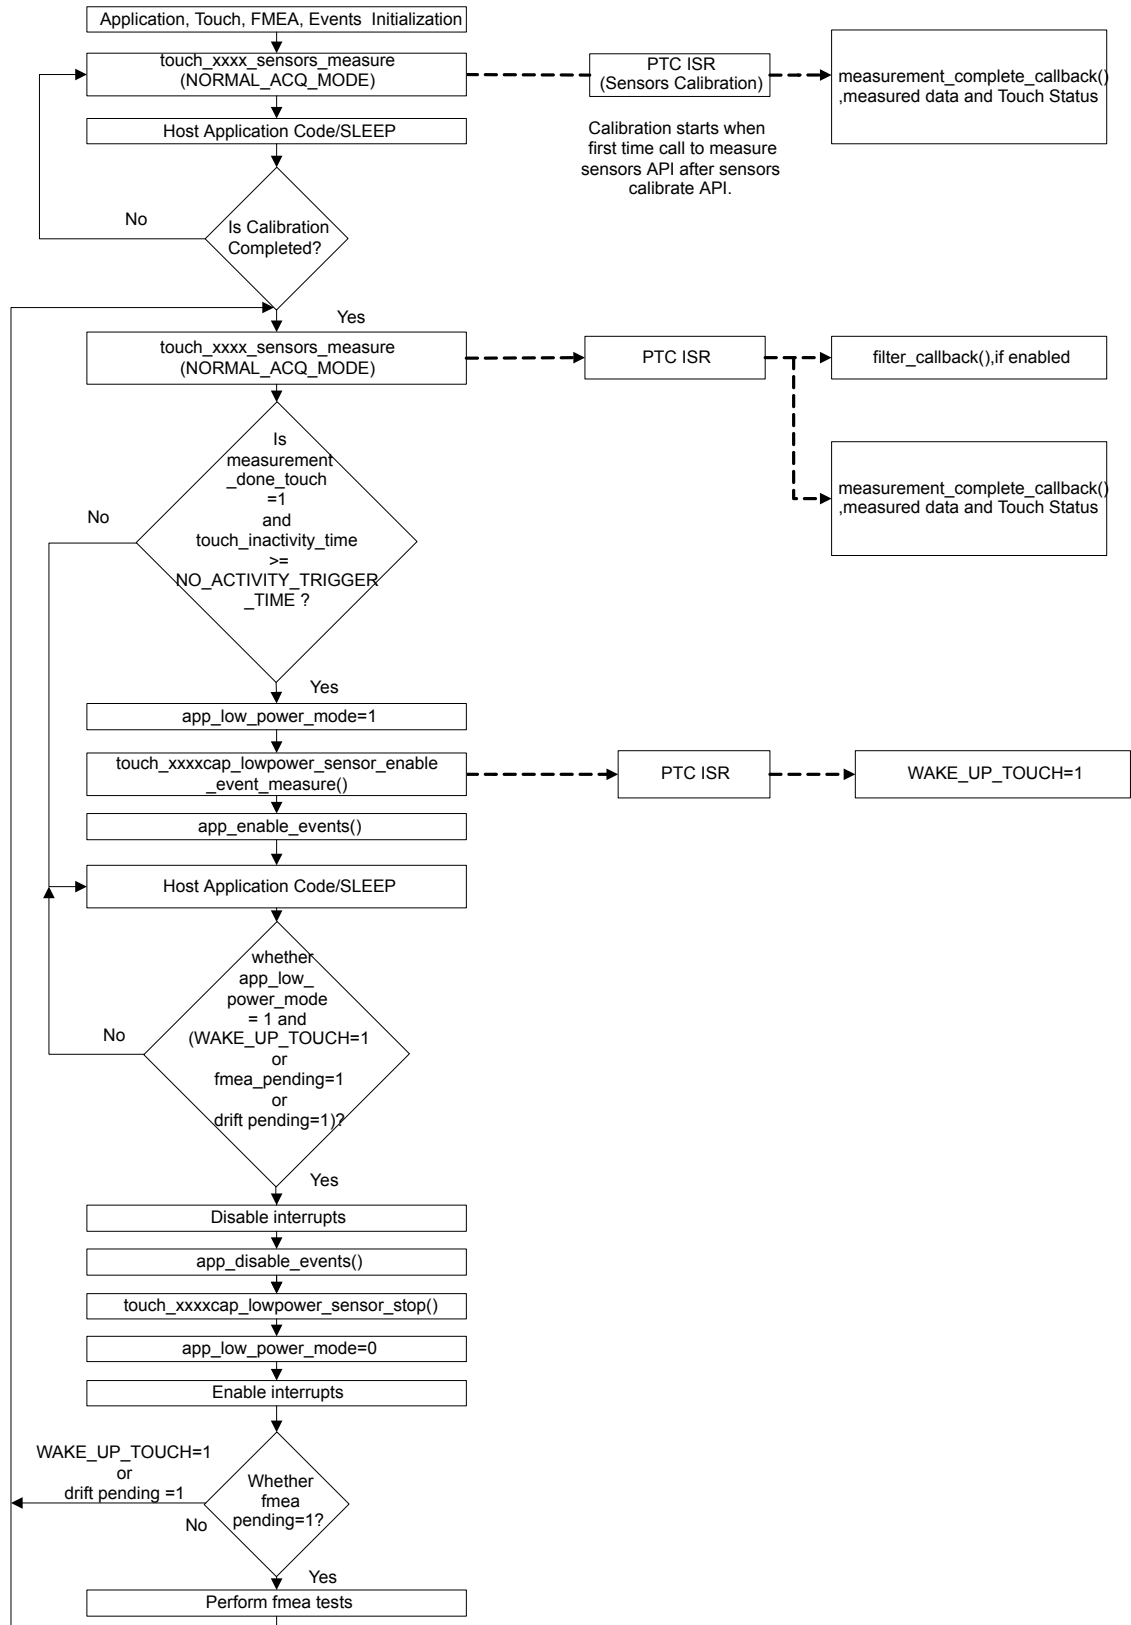 Application, Touch, FMEA, Events  Initialization
touch_xxxx_sensors_measure
(NORMAL_ACQ_MODE)
PTC ISR
(Sensors Calibration)
measurement_complete_callback()
,measured data and Touch Status
Host Application Code/SLEEP
Calibration starts when
first time call to measure
sensors API after sensors
calibrate API.
No
Is Calibration
Completed?
Yes
touch_xxxx_sensors_measure
(NORMAL_ACQ_MODE)
PTC ISR
filter_callback(),if enabled
Is
measurement
_done_touch
=1
and
touch_inactivity_time
>=
NO_ACTIVITY_TRIGGER
_TIME ?
No
measurement_complete_callback()
,measured data and Touch Status
Yes
app_low_power_mode=1
touch_xxxxcap_lowpower_sensor_enable
_event_measure()
PTC ISR
WAKE_UP_TOUCH=1
app_enable_events()
Host Application Code/SLEEP
whether
app_low_
power_mode
= 1 and
(WAKE_UP_TOUCH=1
or
fmea_pending=1
or
drift pending=1)?
No
Yes
Disable interrupts
app_disable_events()
touch_xxxxcap_lowpower_sensor_stop()
app_low_power_mode=0
Enable interrupts
WAKE_UP_TOUCH=1
or
drift pending =1
Whether
fmea
pending=1?
No
Yes
Perform fmea tests